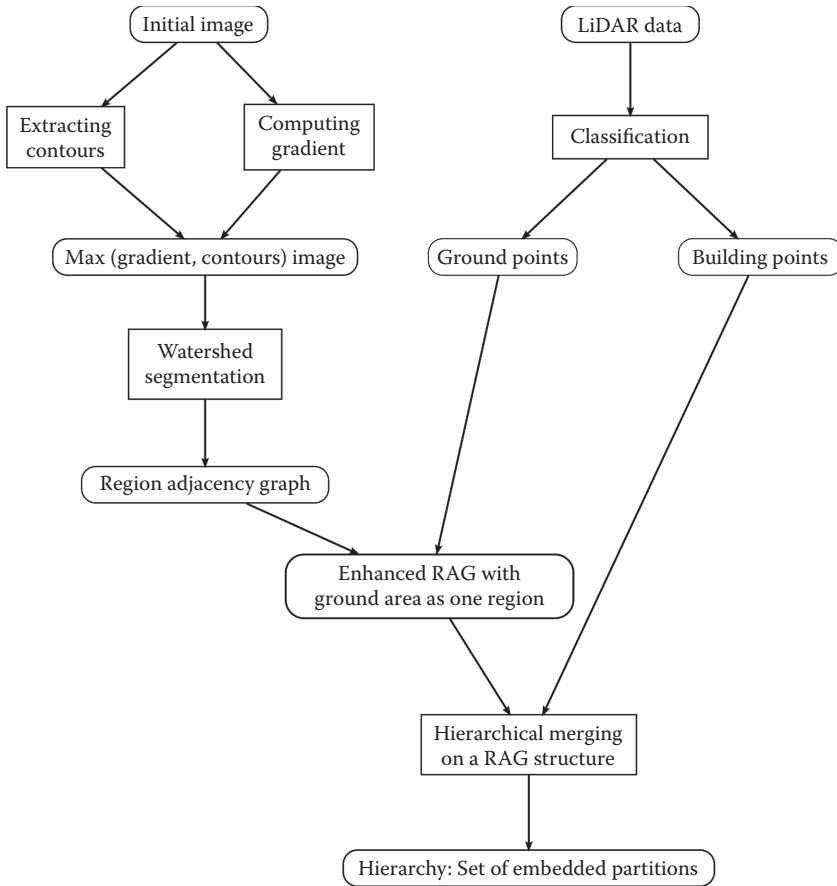 Initial image
LiDAR data
Extracting
contours
Computing
gradient
Classification
Max (gradient, contours) image
Ground points
Building points
Watershed
segmentation
Region adjacency graph
Enhanced RAG with
ground area as one region
Hierarchical merging
on a RAG structure
Hierarchy: Set of embedded partitions